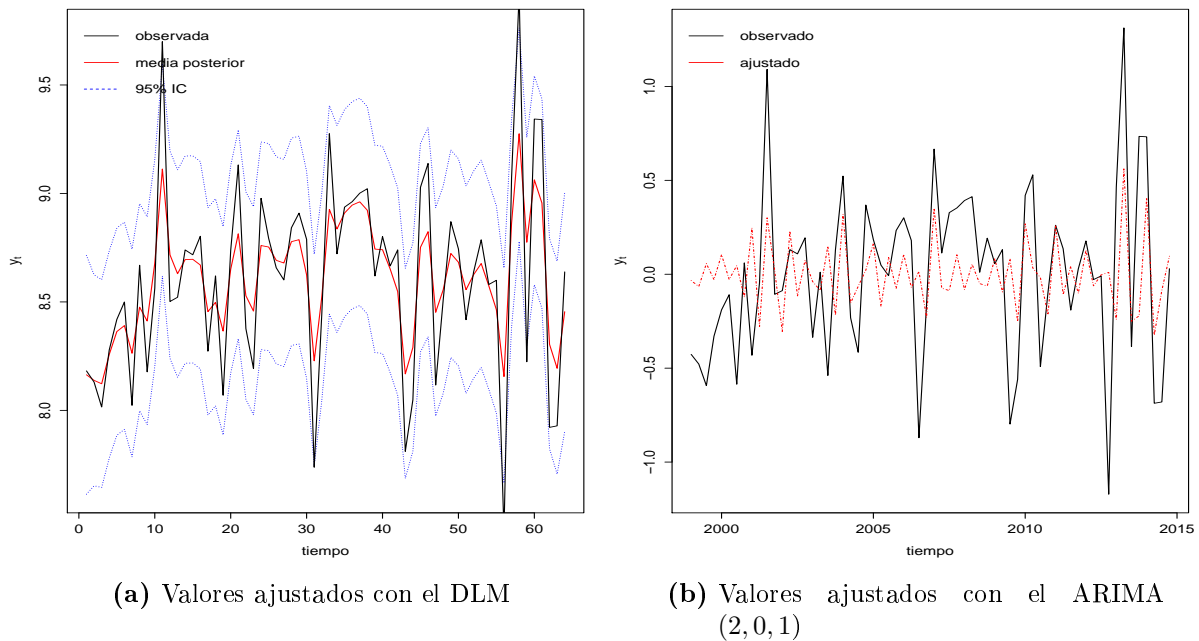 observada
media posterior
95% IC
yt
9.5
9.0
8.5
8.0
0
10
20
30
40
50
60
tiempo
(a) Valores ajustados con el DLM
observado
ajustado
yt
1.0
0.5
0.0
−0.5
−1.0
2000
2005
2010
2015
tiempo
(b) Valores ajustados con el ARIMA
(2, 0, 1)